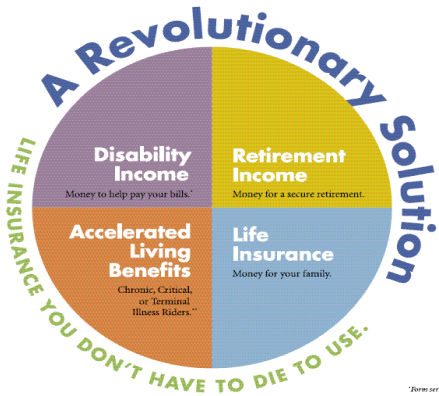 A Revolutionary Solution
Disability
Income
Money to help pay your bills.*
Retirement
Income
Money for a secure retirement.
Accelerated
Living
Benefits
Chronic, Critical,
or Terminal
Illness Riders.**
Life
Insurance
Money for your family.
LIFE INSURANCE YOU DON'T HAVE TO DIE TO USE.
*Form ser